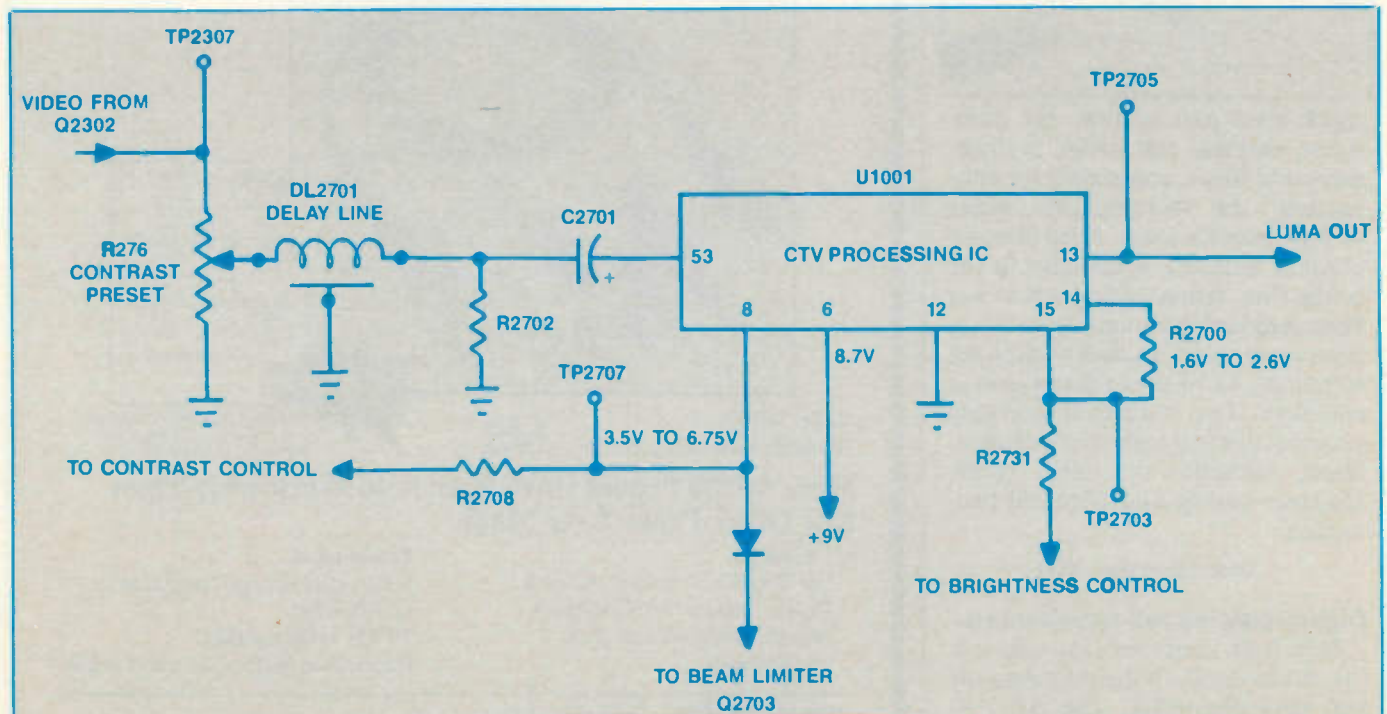 TP2307
VIDEO FROM
Q2302
TP2705
DL2701
DELAY LINE
C2701
U1001
R276
CONTRAST
PRESET
53
CTV PROCESSING IC
13
LUMA OUT
8
6
12
15
14
R2702
R2700
1.6V TO 2.6V
8.7V
TP2707
3.5V TO 6.75V
TO CONTRAST CONTROL
R2708
R2731
TP2703
+
+9V
TO BRIGHTNESS CONTROL
TO BEAM LIMITER
Q2703